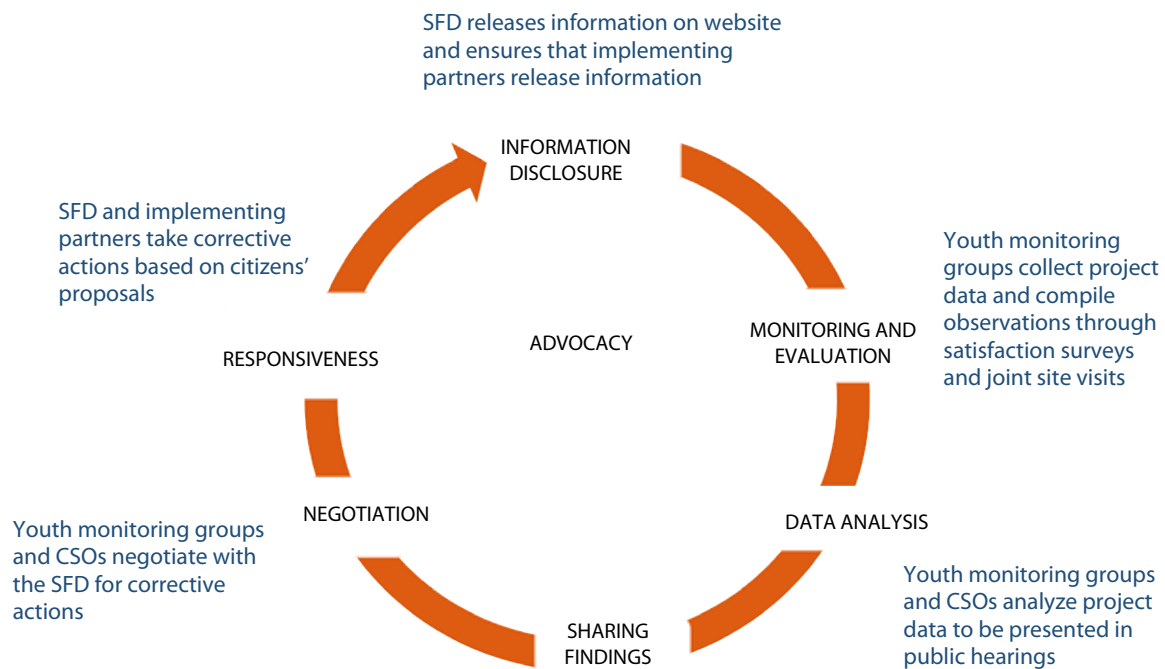 SFD releases information on website
and ensures that implementing
partners release information
INFORMATION
DISCLOSURE
Youth monitoring
groups collect project
data and compile
observations through
satisfaction surveys
and joint site visits
MONITORING AND
EVALUATION
DATA ANALYSIS
Youth monitoring groups
and CSOs analyze project
data to be presented in
public hearings
SHARING
FINDINGS
NEGOTIATION
Youth monitoring groups
and CSOs negotiate with
the SFD for corrective
actions
RESPONSIVENESS
SFD and implementing
partners take corrective
actions based on citizens’
proposals
ADVOCACY